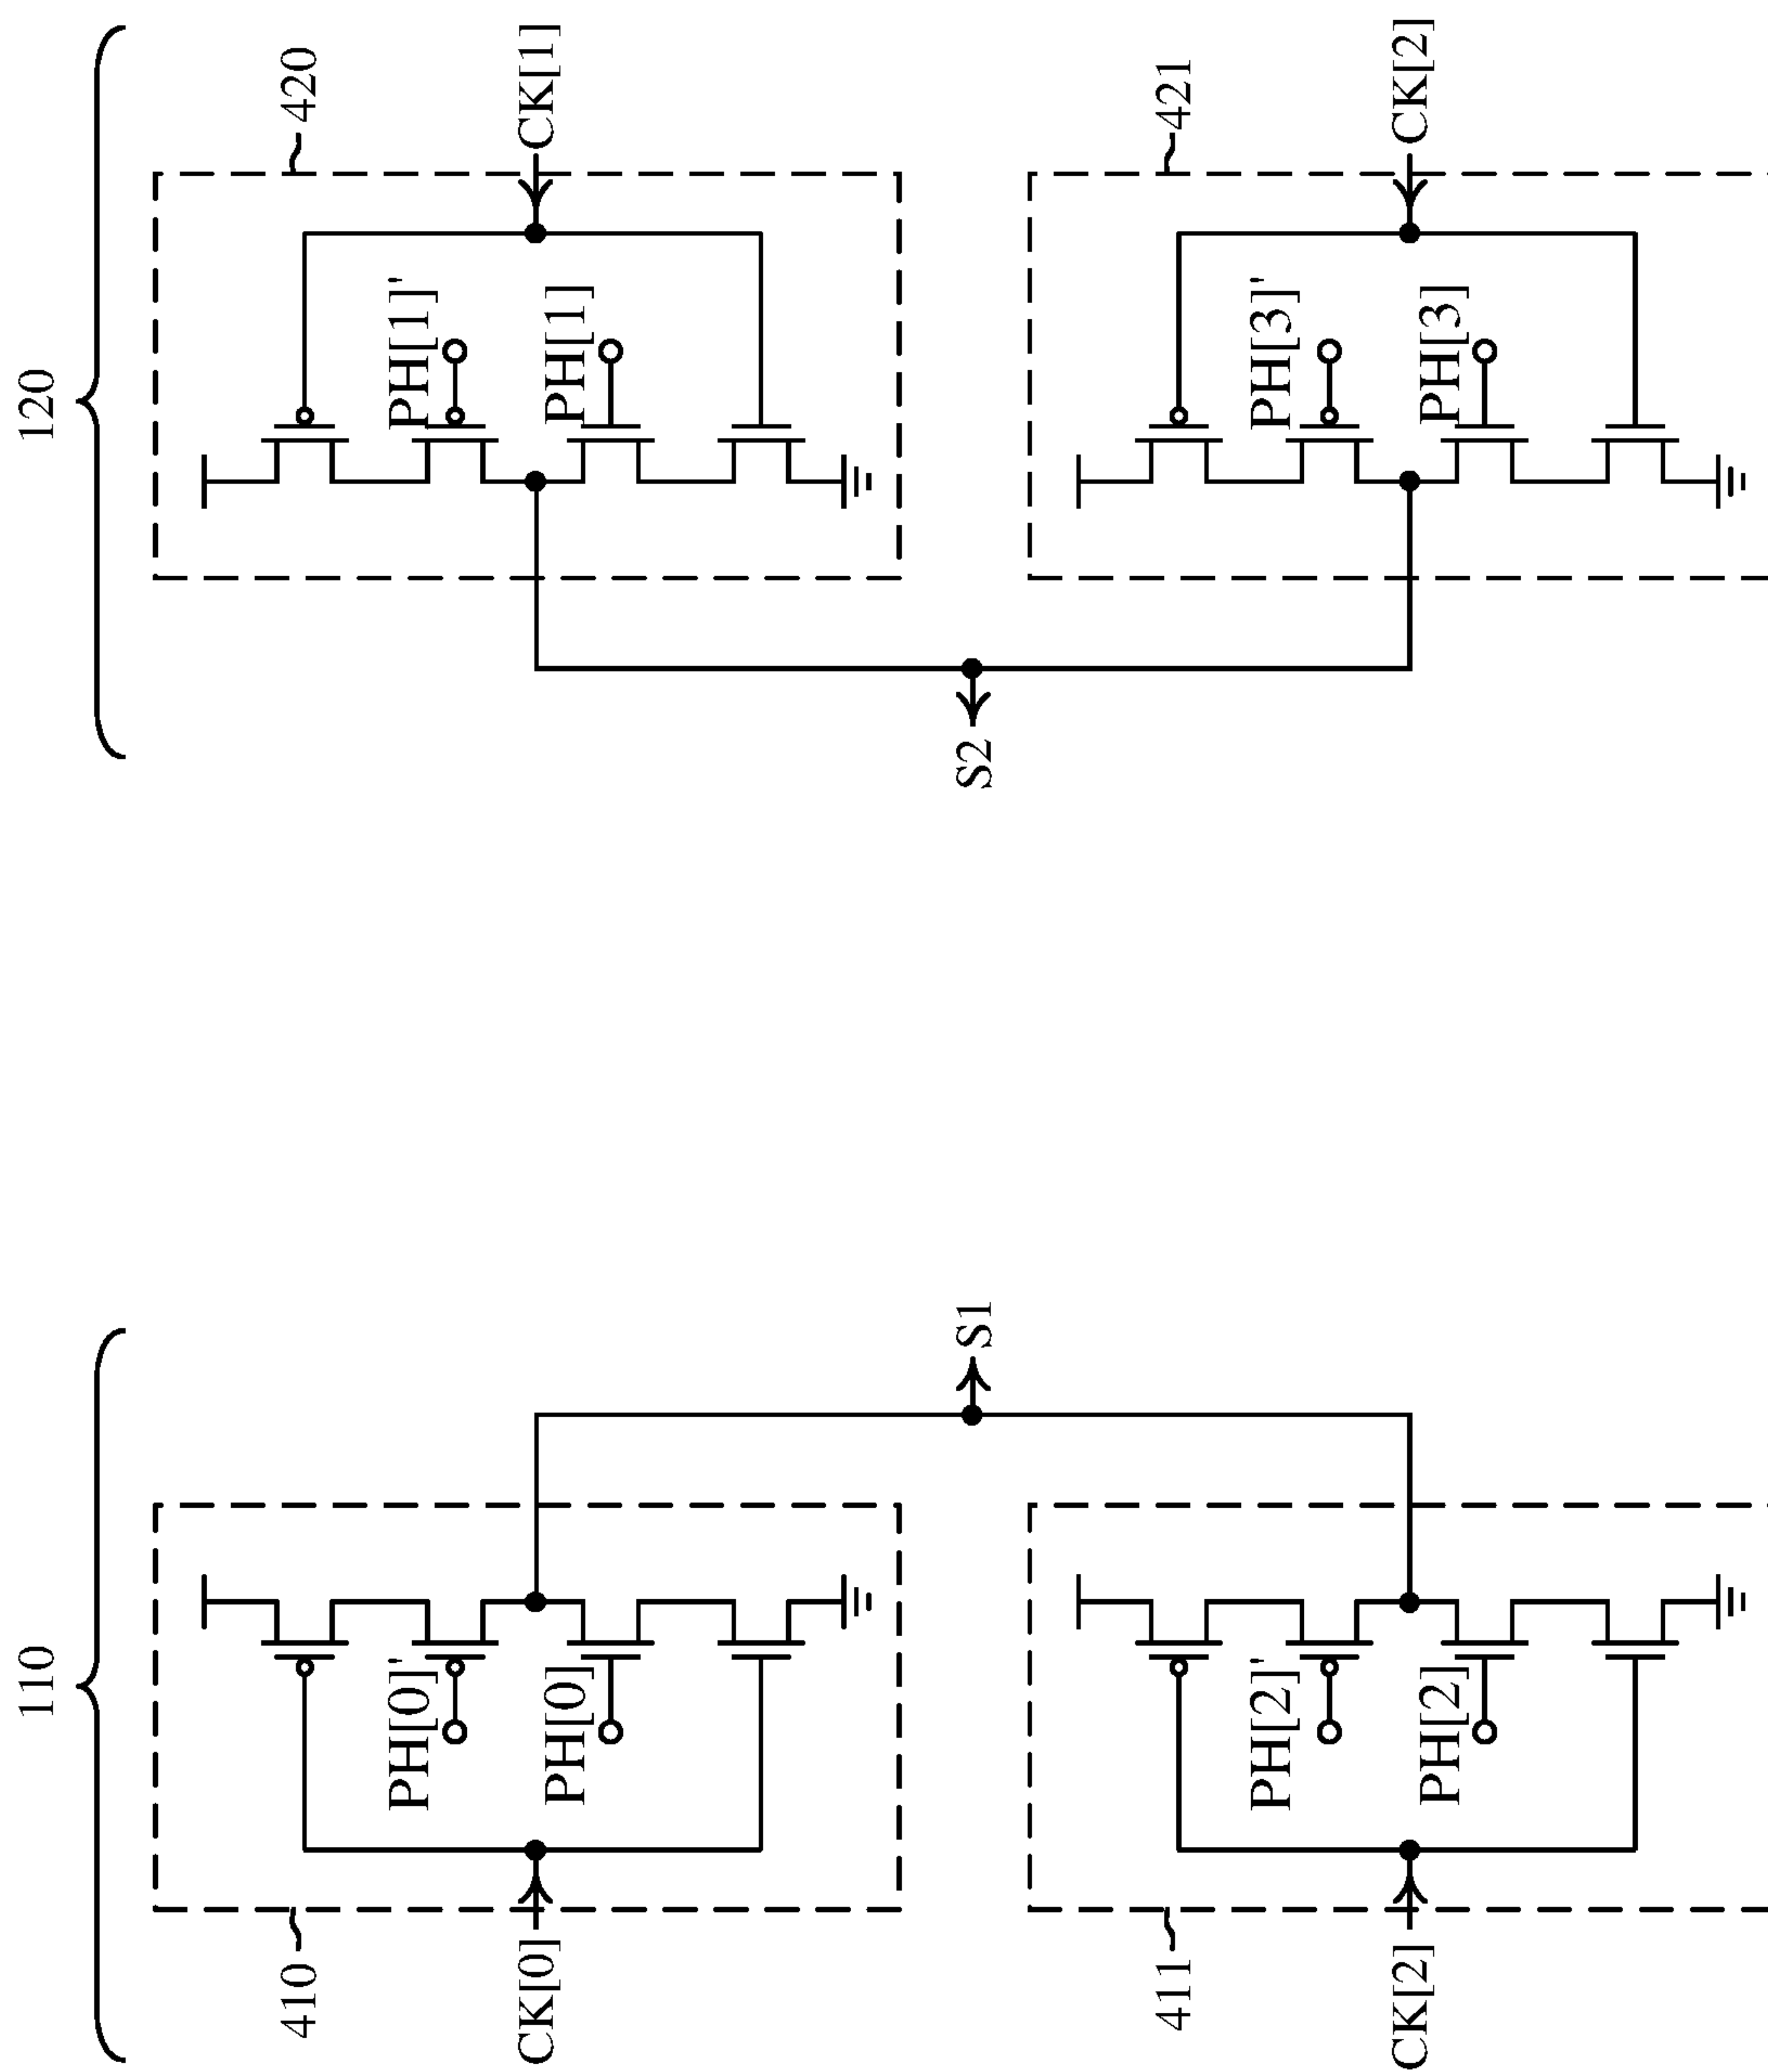 110
120
410
CK[0]
PH[0]'
PH[0]
S1
411
CK[2]
PH[2]'
PH[2]
420
CK[1]
PH[1]'
PH[1]
S2
421
CK[2]
PH[3]'
PH[3]